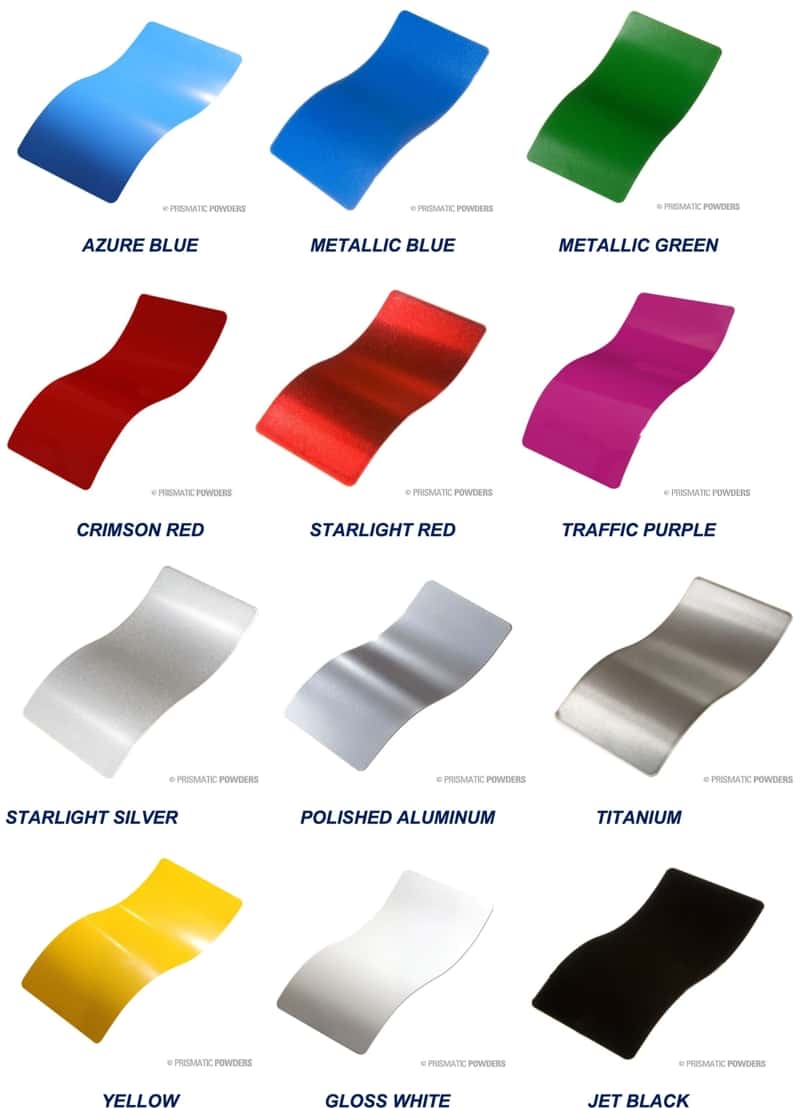 © PRISMATIC POWDERS
© PRISMATIC POWDERS
© PRISMATIC POWDERS
AZURE BLUE
METALLIC BLUE
METALLIC GREEN
© PRISMATIC POWDERS
© PRISMATIC POWDERS
© PRISMATIC POWDERS
CRIMSON RED
STARLIGHT RED
TRAFFIC PURPLE
© PRISMATIC POWDERS
© PRISMATIC POWDERS
© PRISMATIC POWDERS
STARLIGHT SILVER
POLISHED ALUMINUM
TITANIUM
© PRISMATIC POWDERS
© PRISMATIC POWDERS
© PRISMATIC POWDERS
YELLOW
GLOSS WHITE
JET BLACK